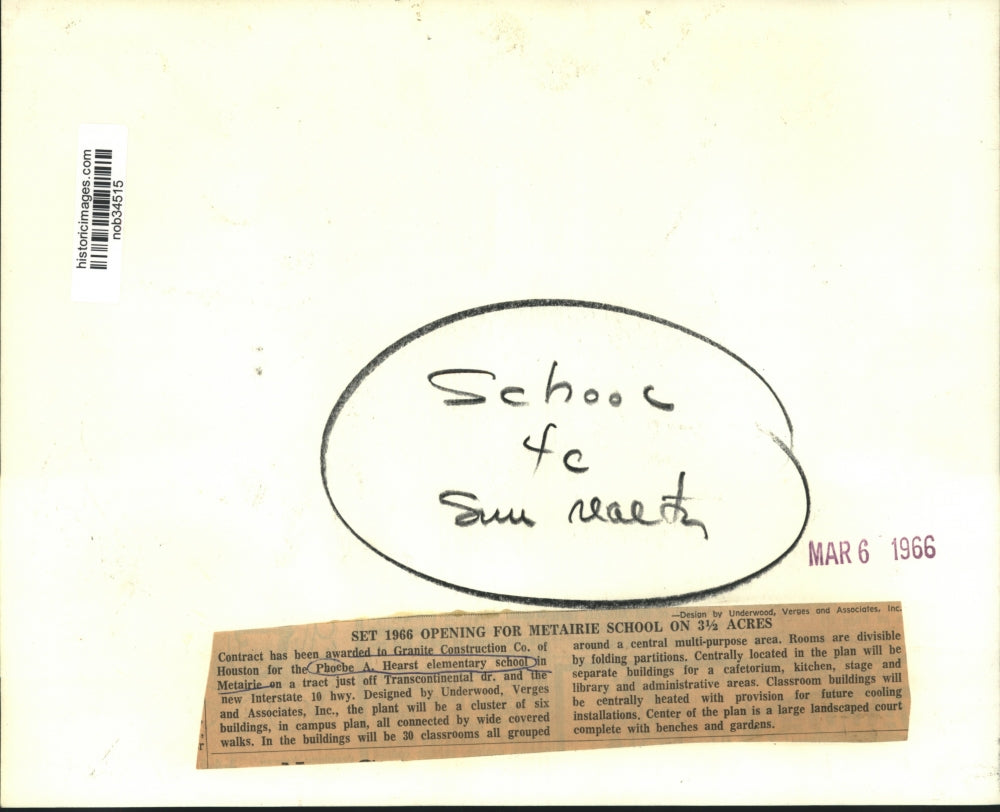 historicimages.com
nob34515
School
4c
Sun realty
MAR 6 1966
—Design by Underwood, Verges and Associates, Inc.
SET 1966 OPENING FOR METAIRIE SCHOOL ON 3½ ACRES
Contract has been awarded to Granite Construction Co. of
Houston for the Phoebe A. Hearst elementary school in
Metairie on a tract just off Transcontinental dr. and the
new Interstate 10 hwy. Designed by Underwood, Verges
and Associates, Inc., the plant will be a cluster of six
buildings, in campus plan, all connected by wide covered
walks. In the buildings will be 30 classrooms all grouped
around a central multi-purpose area. Rooms are divisible
by folding partitions. Centrally located in the plan will be
separate buildings for a cafetorium, kitchen, stage and
library and administrative areas. Classroom buildings will
be centrally heated with provision for future cooling
installations. Center of the plan is a large landscaped court
complete with benches and gardens.